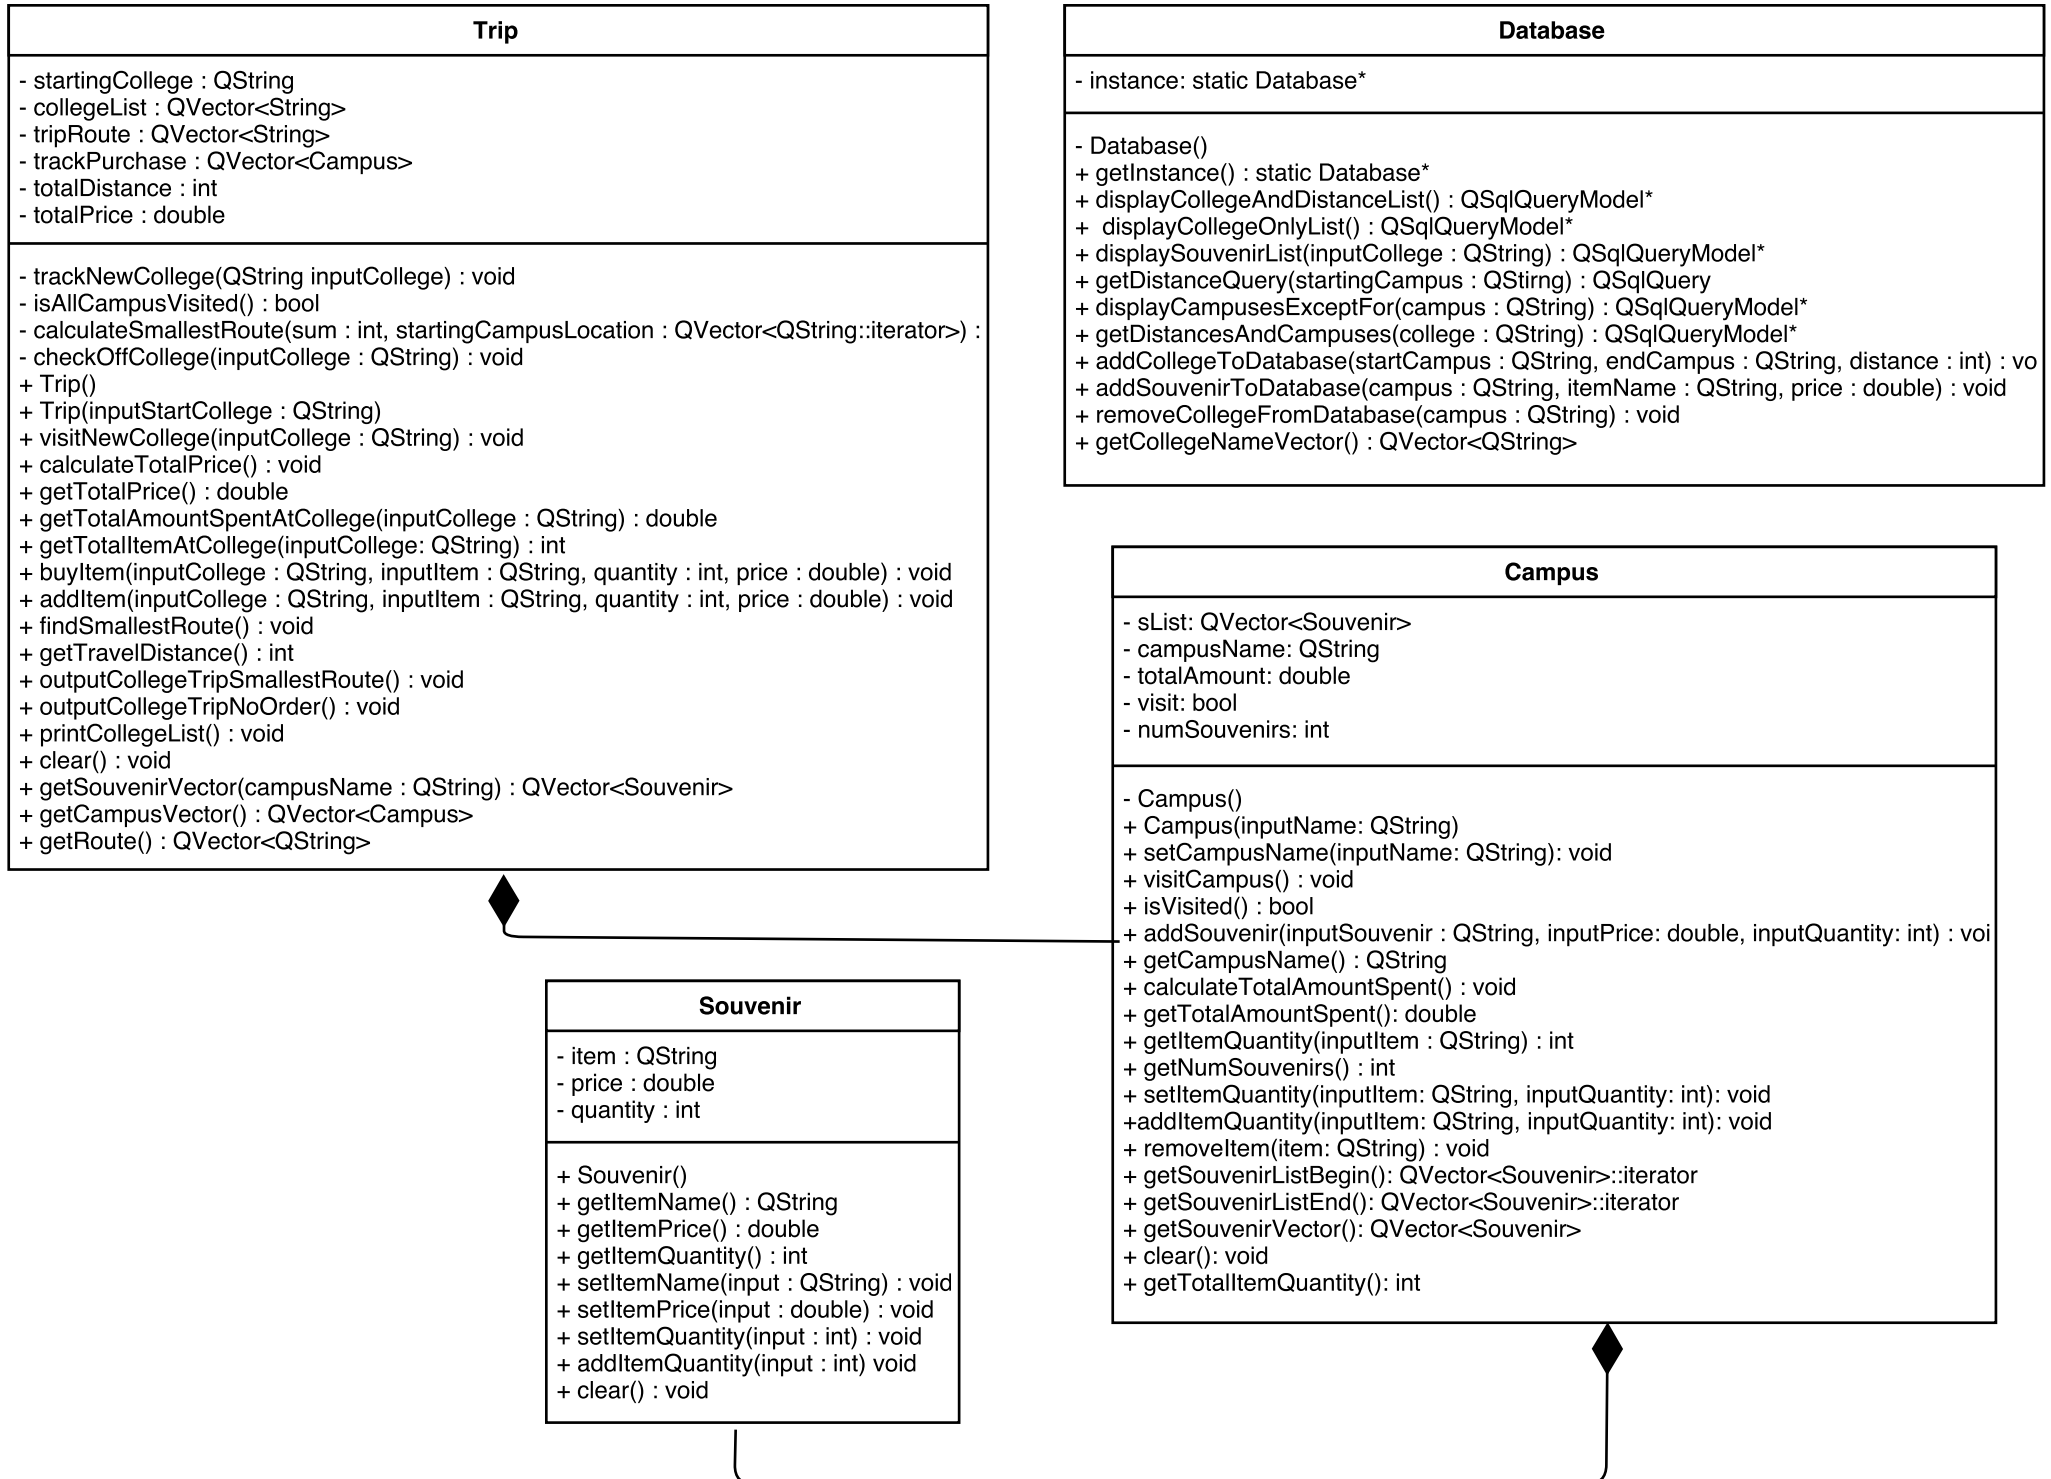 Trip
- startingCollege : QString
- collegeList : QVector<String>
- tripRoute : QVector<String>
- trackPurchase : QVector<Campus>
- totalDistance : int
- totalPrice : double
- trackNewCollege(QString inputCollege) : void
- isAllCampusVisited() : bool
- calculateSmallestRoute(sum : int, startingCampusLocation : QVector<QString::iterator>) :
- checkOffCollege(inputCollege : QString) : void
+ Trip()
+ Trip(inputStartCollege : QString)
+ visitNewCollege(inputCollege : QString) : void
+ calculateTotalPrice() : void
+ getTotalPrice() : double
+ getTotalAmountSpentAtCollege(inputCollege : QString) : double
+ getTotalItemAtCollege(inputCollege: QString) : int
+ buyItem(inputCollege : QString, inputItem : QString, quantity : int, price : double) : void
+ addItem(inputCollege : QString, inputItem : QString, quantity : int, price : double) : void
+ findSmallestRoute() : void
+ getTravelDistance() : int
+ outputCollegeTripSmallestRoute() : void
+ outputCollegeTripNoOrder() : void
+ printCollegeList() : void
+ clear() : void
+ getSouvenirVector(campusName : QString) : QVector<Souvenir>
+ getCampusVector() : QVector<Campus>
+ getRoute() : QVector<QString>
Database
- instance: static Database*
- Database()
+ getInstance() : static Database*
+ displayCollegeAndDistanceList() : QSqlQueryModel*
+  displayCollegeOnlyList() : QSqlQueryModel*
+ displaySouvenirList(inputCollege : QString) : QSqlQueryModel*
+ getDistanceQuery(startingCampus : QStirng) : QSqlQuery
+ displayCampusesExceptFor(campus : QString) : QSqlQueryModel*
+ getDistancesAndCampuses(college : QString) : QSqlQueryModel*
+ addCollegeToDatabase(startCampus : QString, endCampus : QString, distance : int) : vo
+ addSouvenirToDatabase(campus : QString, itemName : QString, price : double) : void
+ removeCollegeFromDatabase(campus : QString) : void
+ getCollegeNameVector() : QVector<QString>
Campus
- sList: QVector<Souvenir>
- campusName: QString
- totalAmount: double
- visit: bool
- numSouvenirs: int
- Campus()
+ Campus(inputName: QString)
+ setCampusName(inputName: QString): void
+ visitCampus() : void
+ isVisited() : bool
+ addSouvenir(inputSouvenir : QString, inputPrice: double, inputQuantity: int) : voi
+ getCampusName() : QString
+ calculateTotalAmountSpent() : void
+ getTotalAmountSpent(): double
+ getItemQuantity(inputItem : QString) : int
+ getNumSouvenirs() : int
+ setItemQuantity(inputItem: QString, inputQuantity: int): void
+addItemQuantity(inputItem: QString, inputQuantity: int): void
+ removeItem(item: QString) : void
+ getSouvenirListBegin(): QVector<Souvenir>::iterator
+ getSouvenirListEnd(): QVector<Souvenir>::iterator
+ getSouvenirVector(): QVector<Souvenir>
+ clear(): void
+ getTotalItemQuantity(): int
Souvenir
- item : QString
- price : double
- quantity : int
+ Souvenir()
+ getItemName() : QString
+ getItemPrice() : double
+ getItemQuantity() : int
+ setItemName(input : QString) : void
+ setItemPrice(input : double) : void
+ setItemQuantity(input : int) : void
+ addItemQuantity(input : int) void
+ clear() : void